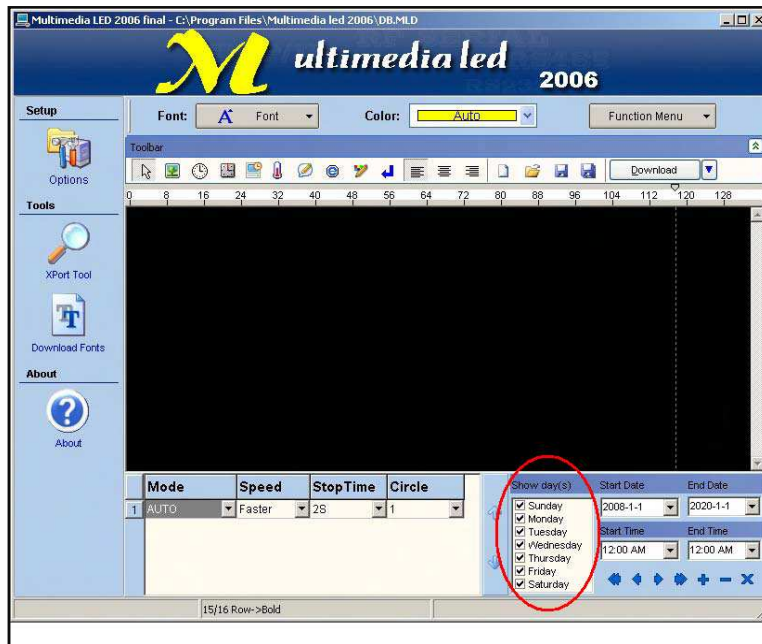 Multimedia LED 2006 final - C:\Program Files\Multimedia led 2006\DB.MLD
Multimedia led
2006
Setup
Options
Tools
XPort Tool
Download Fonts
About
About
Font: A Font
Color: Auto
Function Menu
Toolbar
Download
0 8 16 24 32 40 48 56 64 72 80 88 96 104 112 120 128
Mode Speed StopTime Circle
1 AUTO Faster 2S 1
Show day(s)
Sunday
Monday
Tuesday
Wednesday
Thursday
Friday
Saturday
Start Date End Date
2008-1-1 2020-1-1
Start Time End Time
12:00 AM 12:00 AM
15/16 Row->Bold